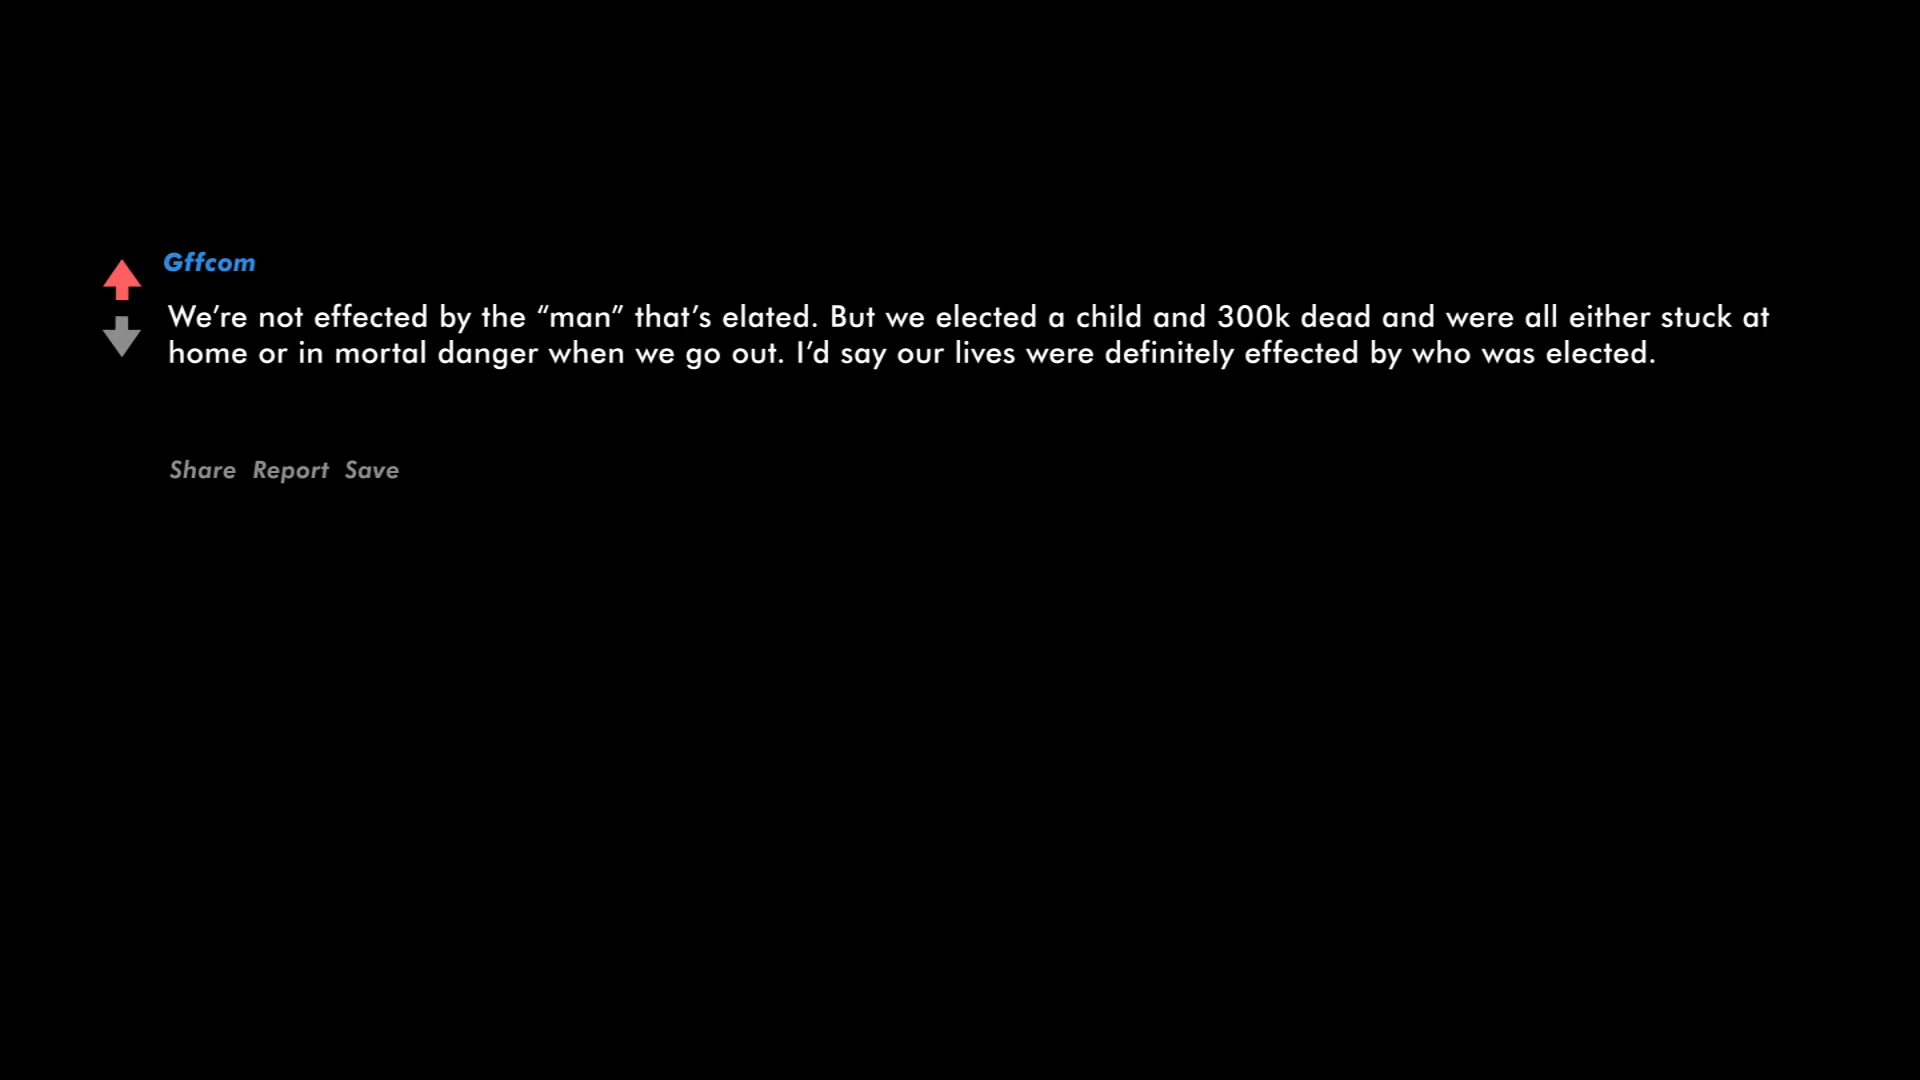 Gffcom
We’re not effected by the “man” that’s elated. But we elected a child and 300k dead and were all either stuck at
home or in mortal danger when we go out. I’d say our lives were definitely effected by who was elected.
Share Report Save